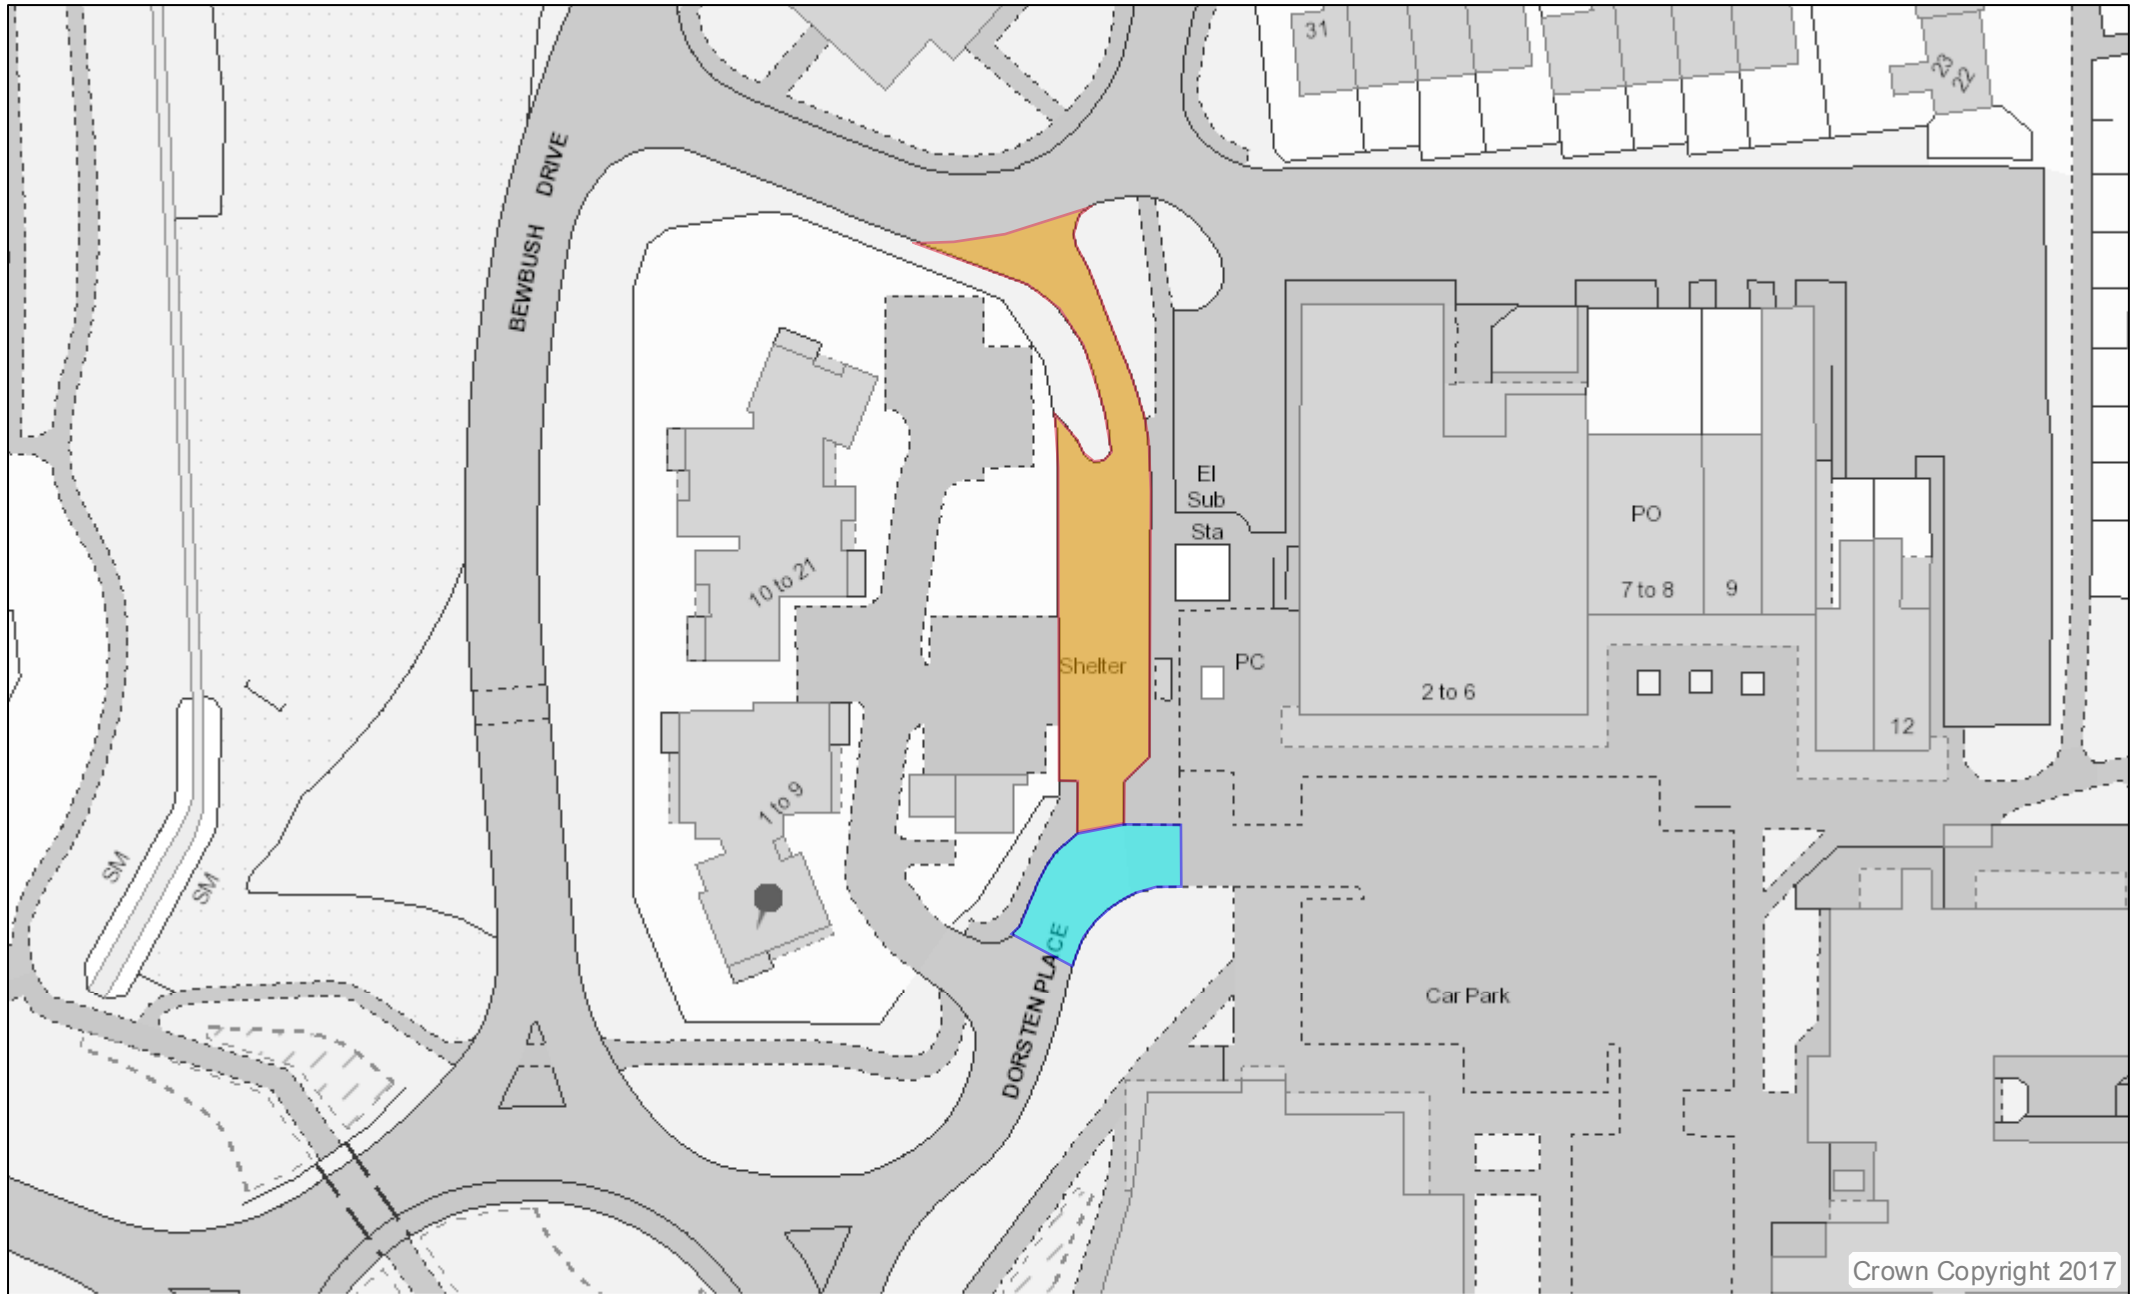 31
23
22
BEWBUSH DRIVE
El
Sub
Sta
PO
10 to 21
7 to 8
9
Shelter
PC
2 to 6
12
1 to 9
SM
SM
DORSTEN PLACE
Car Park
Crown Copyright 2017